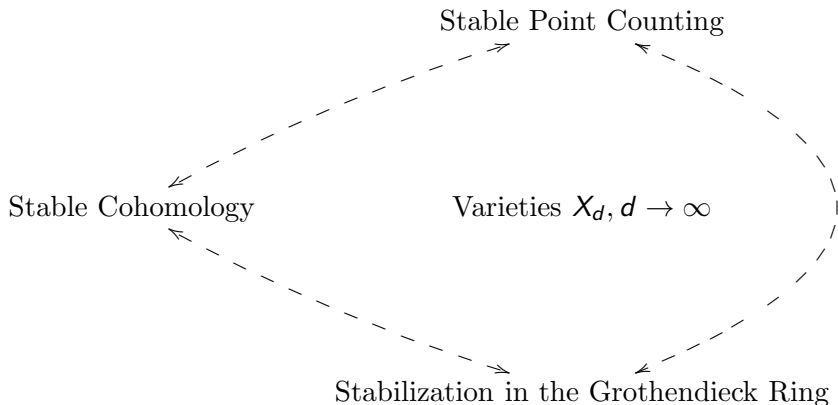 Stable Point Counting
Stable Cohomology
Varieties X_d, d → ∞
Stabilization in the Grothendieck Ring